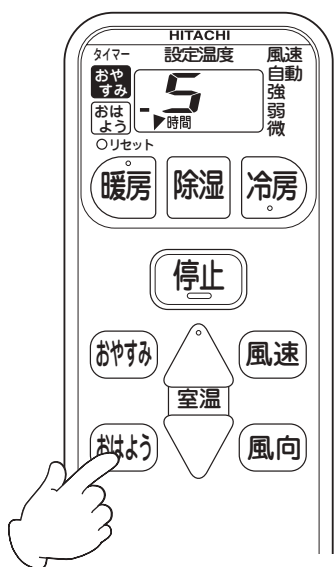 HITACHI
タイマー 設定温度 風速
おやすみ
おはよう
-5
時間
自動
強
弱
微
リセット
暖房 除湿 冷房
停止
おやすみ 風速
室温
おはよう 風向